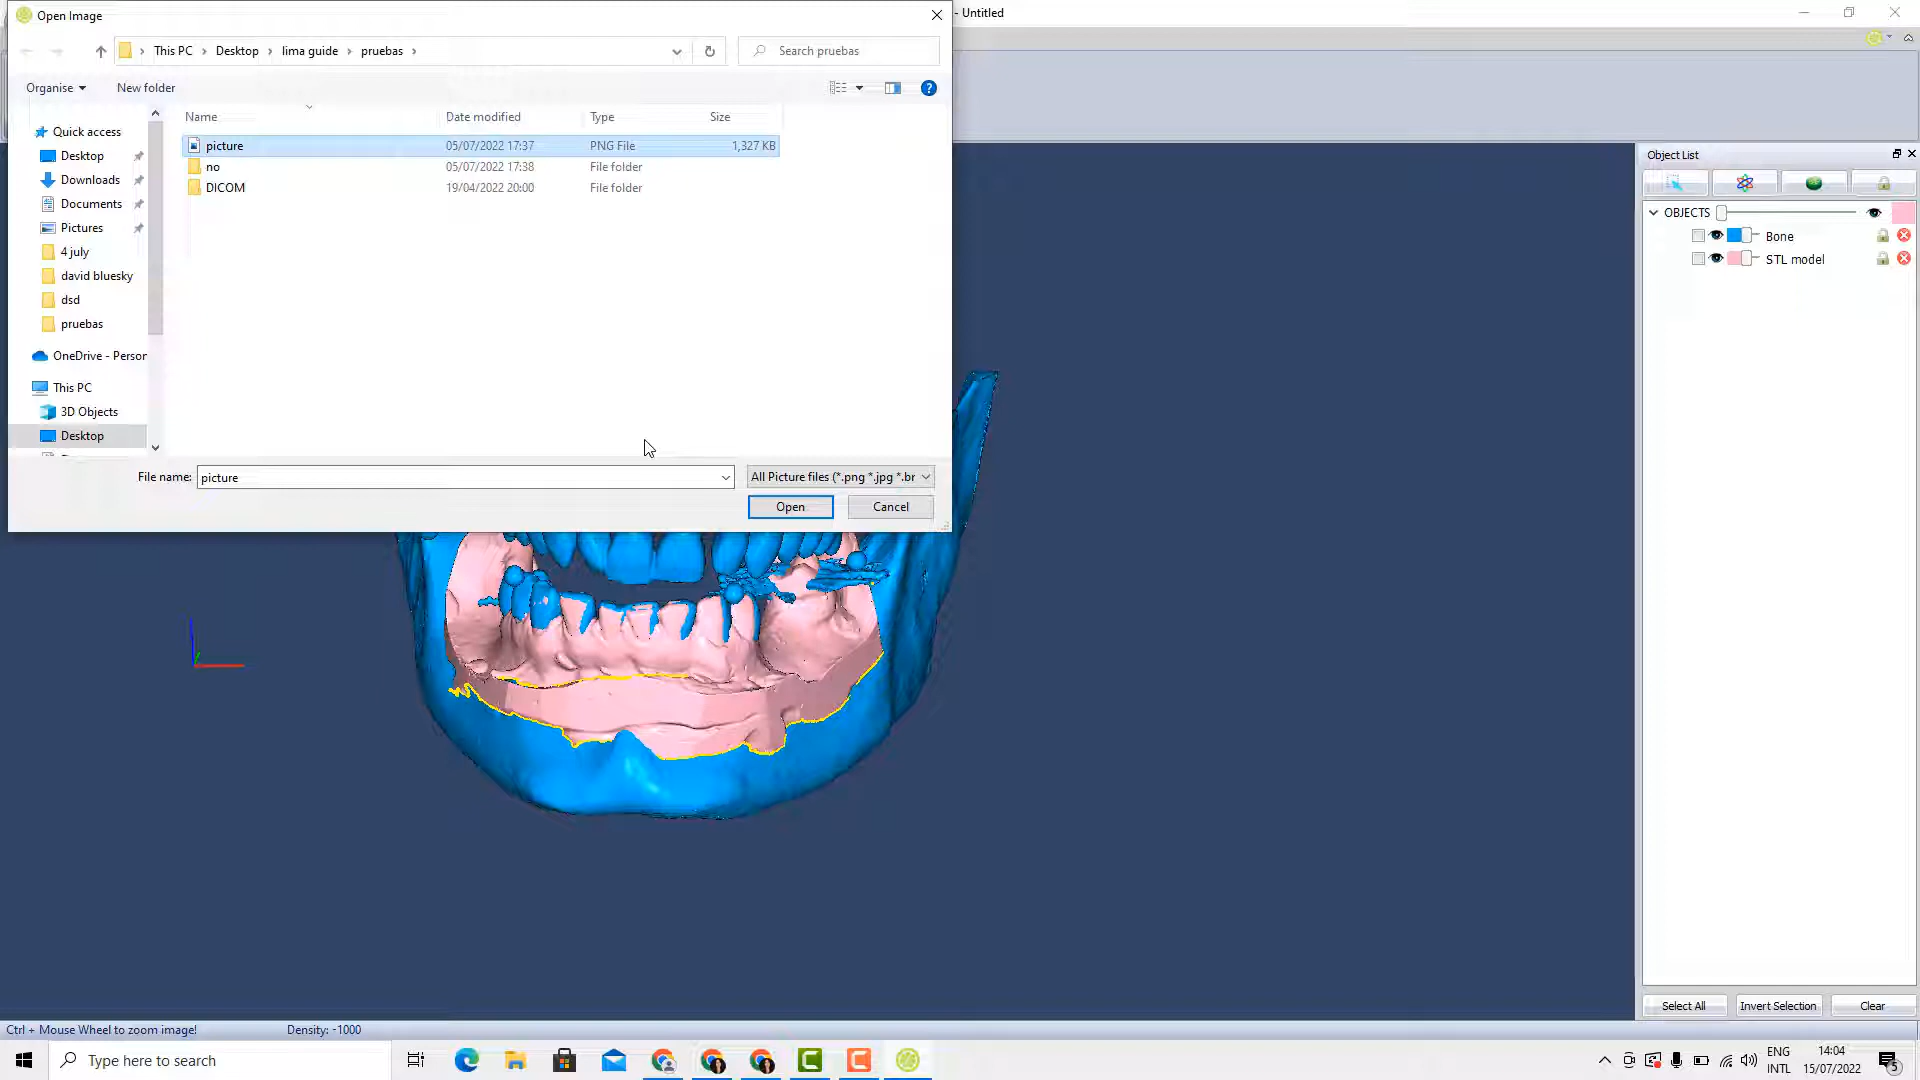 Open Image
- Untitled
This PC > Desktop > lima guide > pruebas >
Search pruebas
Organise
New folder
Name Date modified Type Size
picture 05/07/2022 17:37 PNG File 1,327 KB
no 05/07/2022 17:38 File folder
DICOM 19/04/2022 20:00 File folder
Quick access
Desktop
Downloads
Documents
Pictures
4 july
david bluesky
dsd
pruebas
OneDrive - Person
This PC
3D Objects
Desktop
File name: picture
All Picture files (*.png *.jpg *.br
Open
Cancel
Object List
OBJECTS
Bone
STL model
Select All
Invert Selection
Clear
Ctrl + Mouse Wheel to zoom image!
Density: -1000
Type here to search
ENG
INTL
14:04
15/07/2022
5